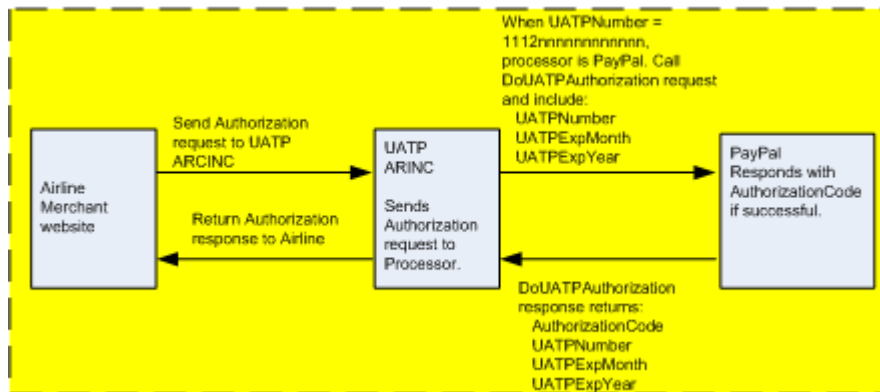 When UATPNumber =
1112nnnnnnnnnnnn,
processor is PayPal. Call
DoUATPAuthorization request
and include:
UATPNumber
UATPExpMonth
UATPExpYear
Send Authorization
request to UATP
ARCINC
Airline
Merchant
website
Return Authorization
response to Airline
UATP
ARINC
Sends
Authorization
request to
Processor.
PayPal
Responds with
AuthorizationCode
if successful.
DoUATPAuthorization
response returns:
AuthorizationCode
UATPNumber
UATPExpMonth
UATPExpYear